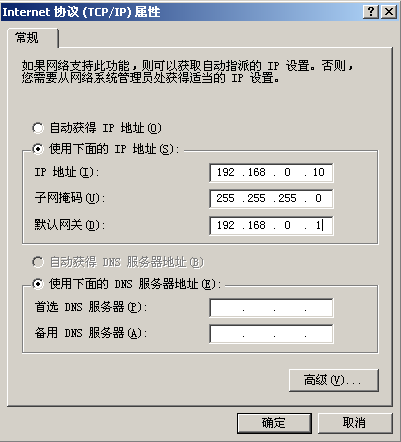 Internet 协议 (TCP/IP) 属性
常规
如果网络支持此功能，则可以获取自动指派的 IP 设置。否则，
您需要从网络系统管理员处获得适当的 IP 设置。
自动获得 IP 地址(O)
使用下面的 IP 地址(S):
IP 地址(I): 192 .168 . 0 . 10
子网掩码(U): 255 .255 .255 . 0
默认网关(D): 192 .168 . 0 . 1
自动获得 DNS 服务器地址(B)
使用下面的 DNS 服务器地址(E):
首选 DNS 服务器(P): . . .
备用 DNS 服务器(A): . . .
高级(V)...
确定 取消